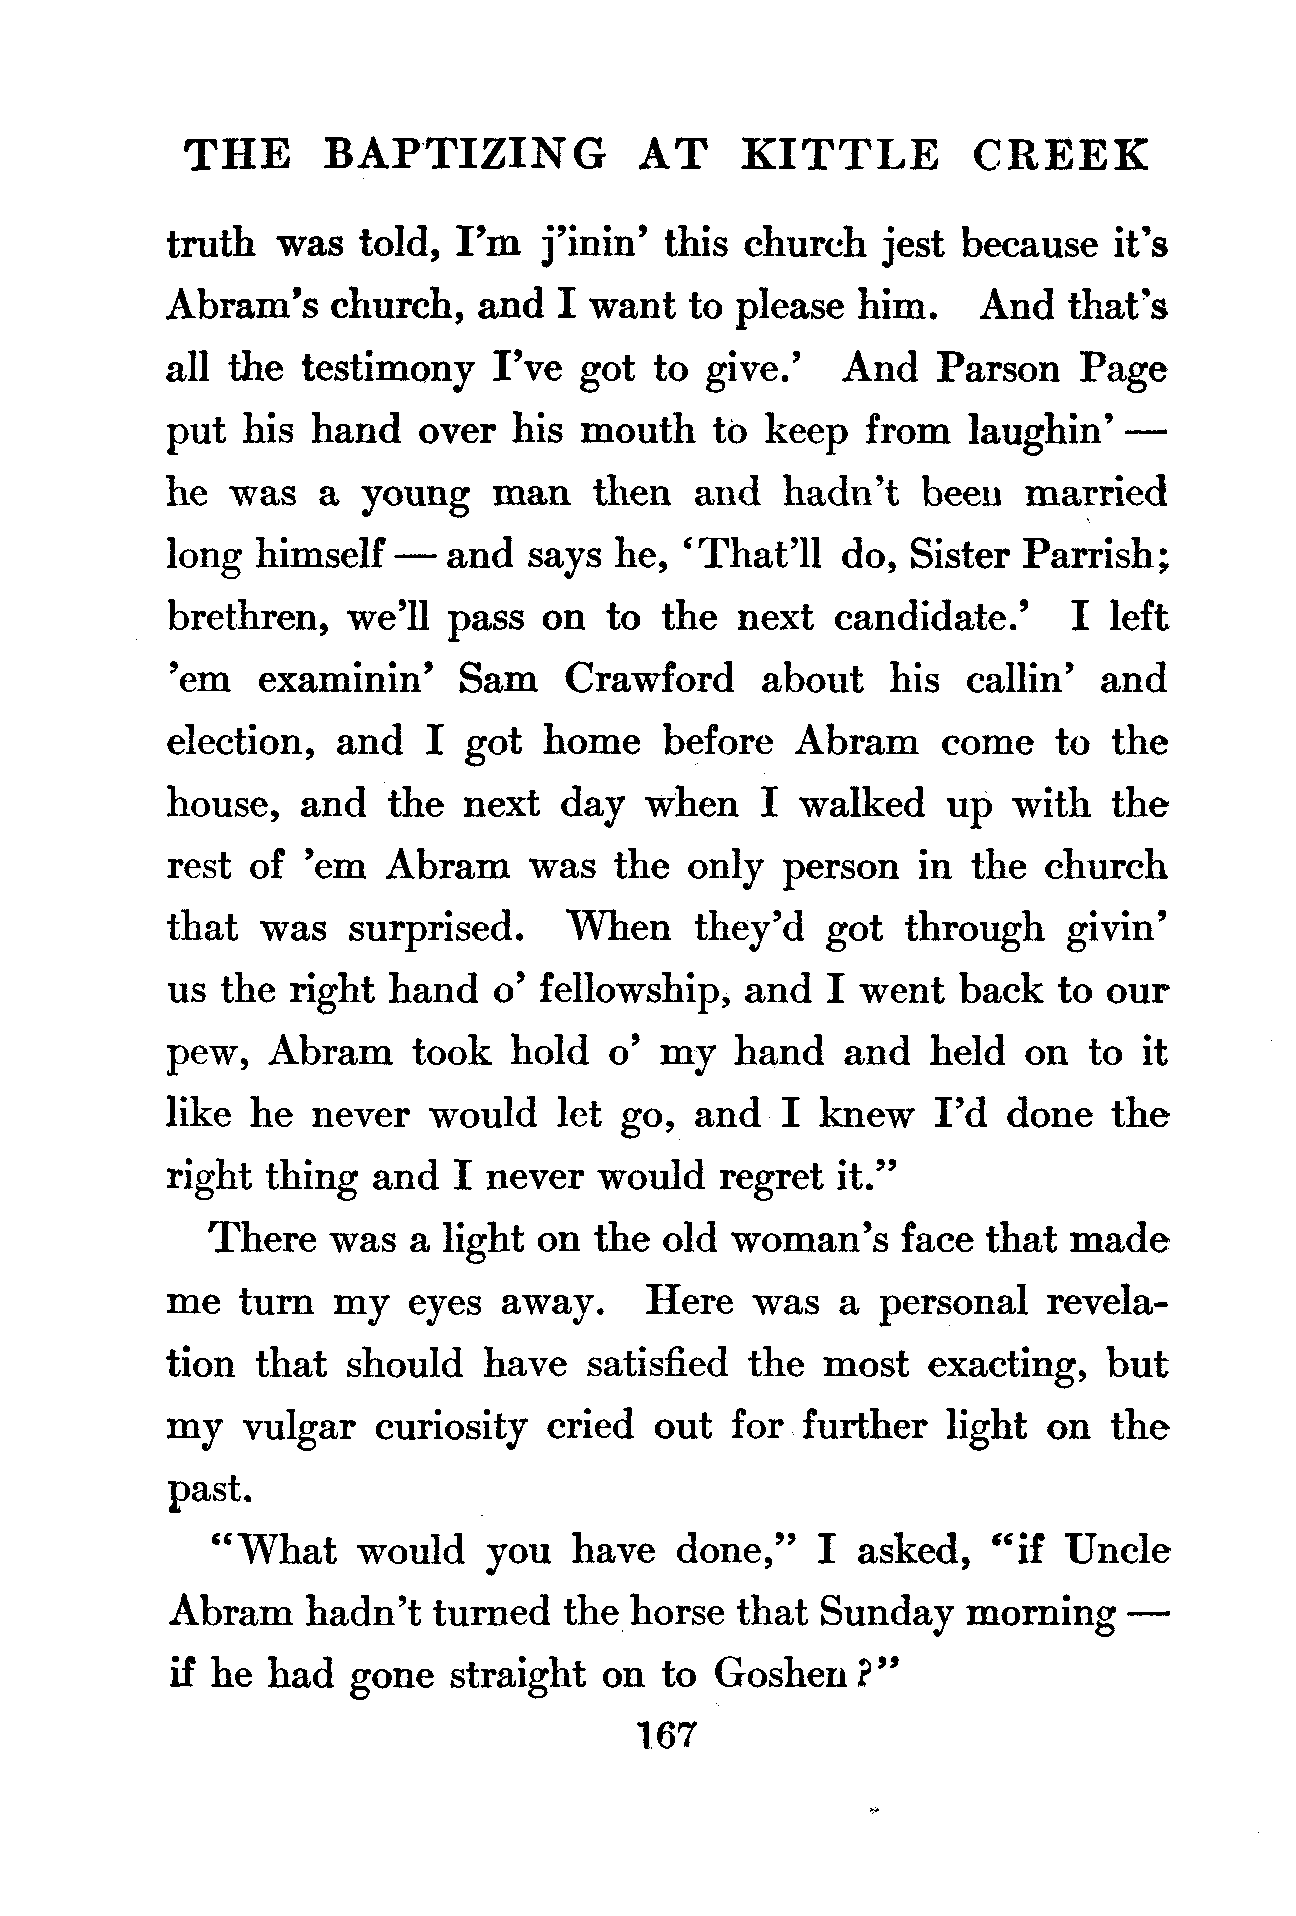 THE BAPTIZING AT KITTLE CREEK
truth was told, I'm j'inin' this church jest because it's
Abram's church, and I want to please him. And that's
all the testimony I've got to give.' And Parson Page
put his hand over his mouth to keep from laughin' —
he was a young man then and hadn't been married
long himself — and says he, 'That'll do, Sister Parrish;
brethren, we'll pass on to the next candidate.' I left
'em examinin' Sam Crawford about his callin' and
election, and I got home before Abram come to the
house, and the next day when I walked up with the
rest of 'em Abram was the only person in the church
that was surprised. When they'd got through givin'
us the right hand o' fellowship, and I went back to our
pew, Abram took hold o' my hand and held on to it
like he never would let go, and I knew I'd done the
right thing and I never would regret it."
There was a light on the old woman's face that made
me turn my eyes away. Here was a personal revela-
tion that should have satisfied the most exacting, but
my vulgar curiosity cried out for further light on the
past.
"What would you have done," I asked, "if Uncle
Abram hadn't turned the horse that Sunday morning —
if he had gone straight on to Goshen?"
167